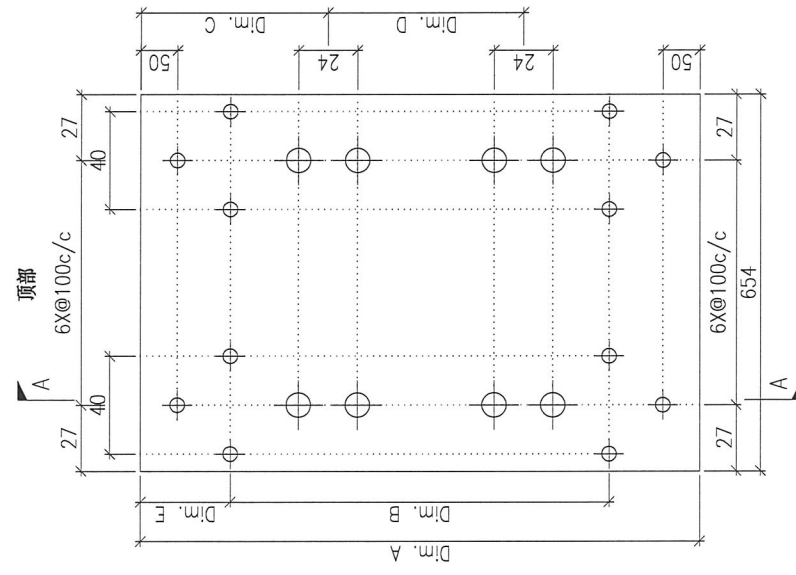 Dim. C
Dim. D
50
24
24
50
27
40
6X@100c/c
顶部
A
40
27
27
6X@100c/c
654
27
A
Dim. E
Dim. B
Dim. A